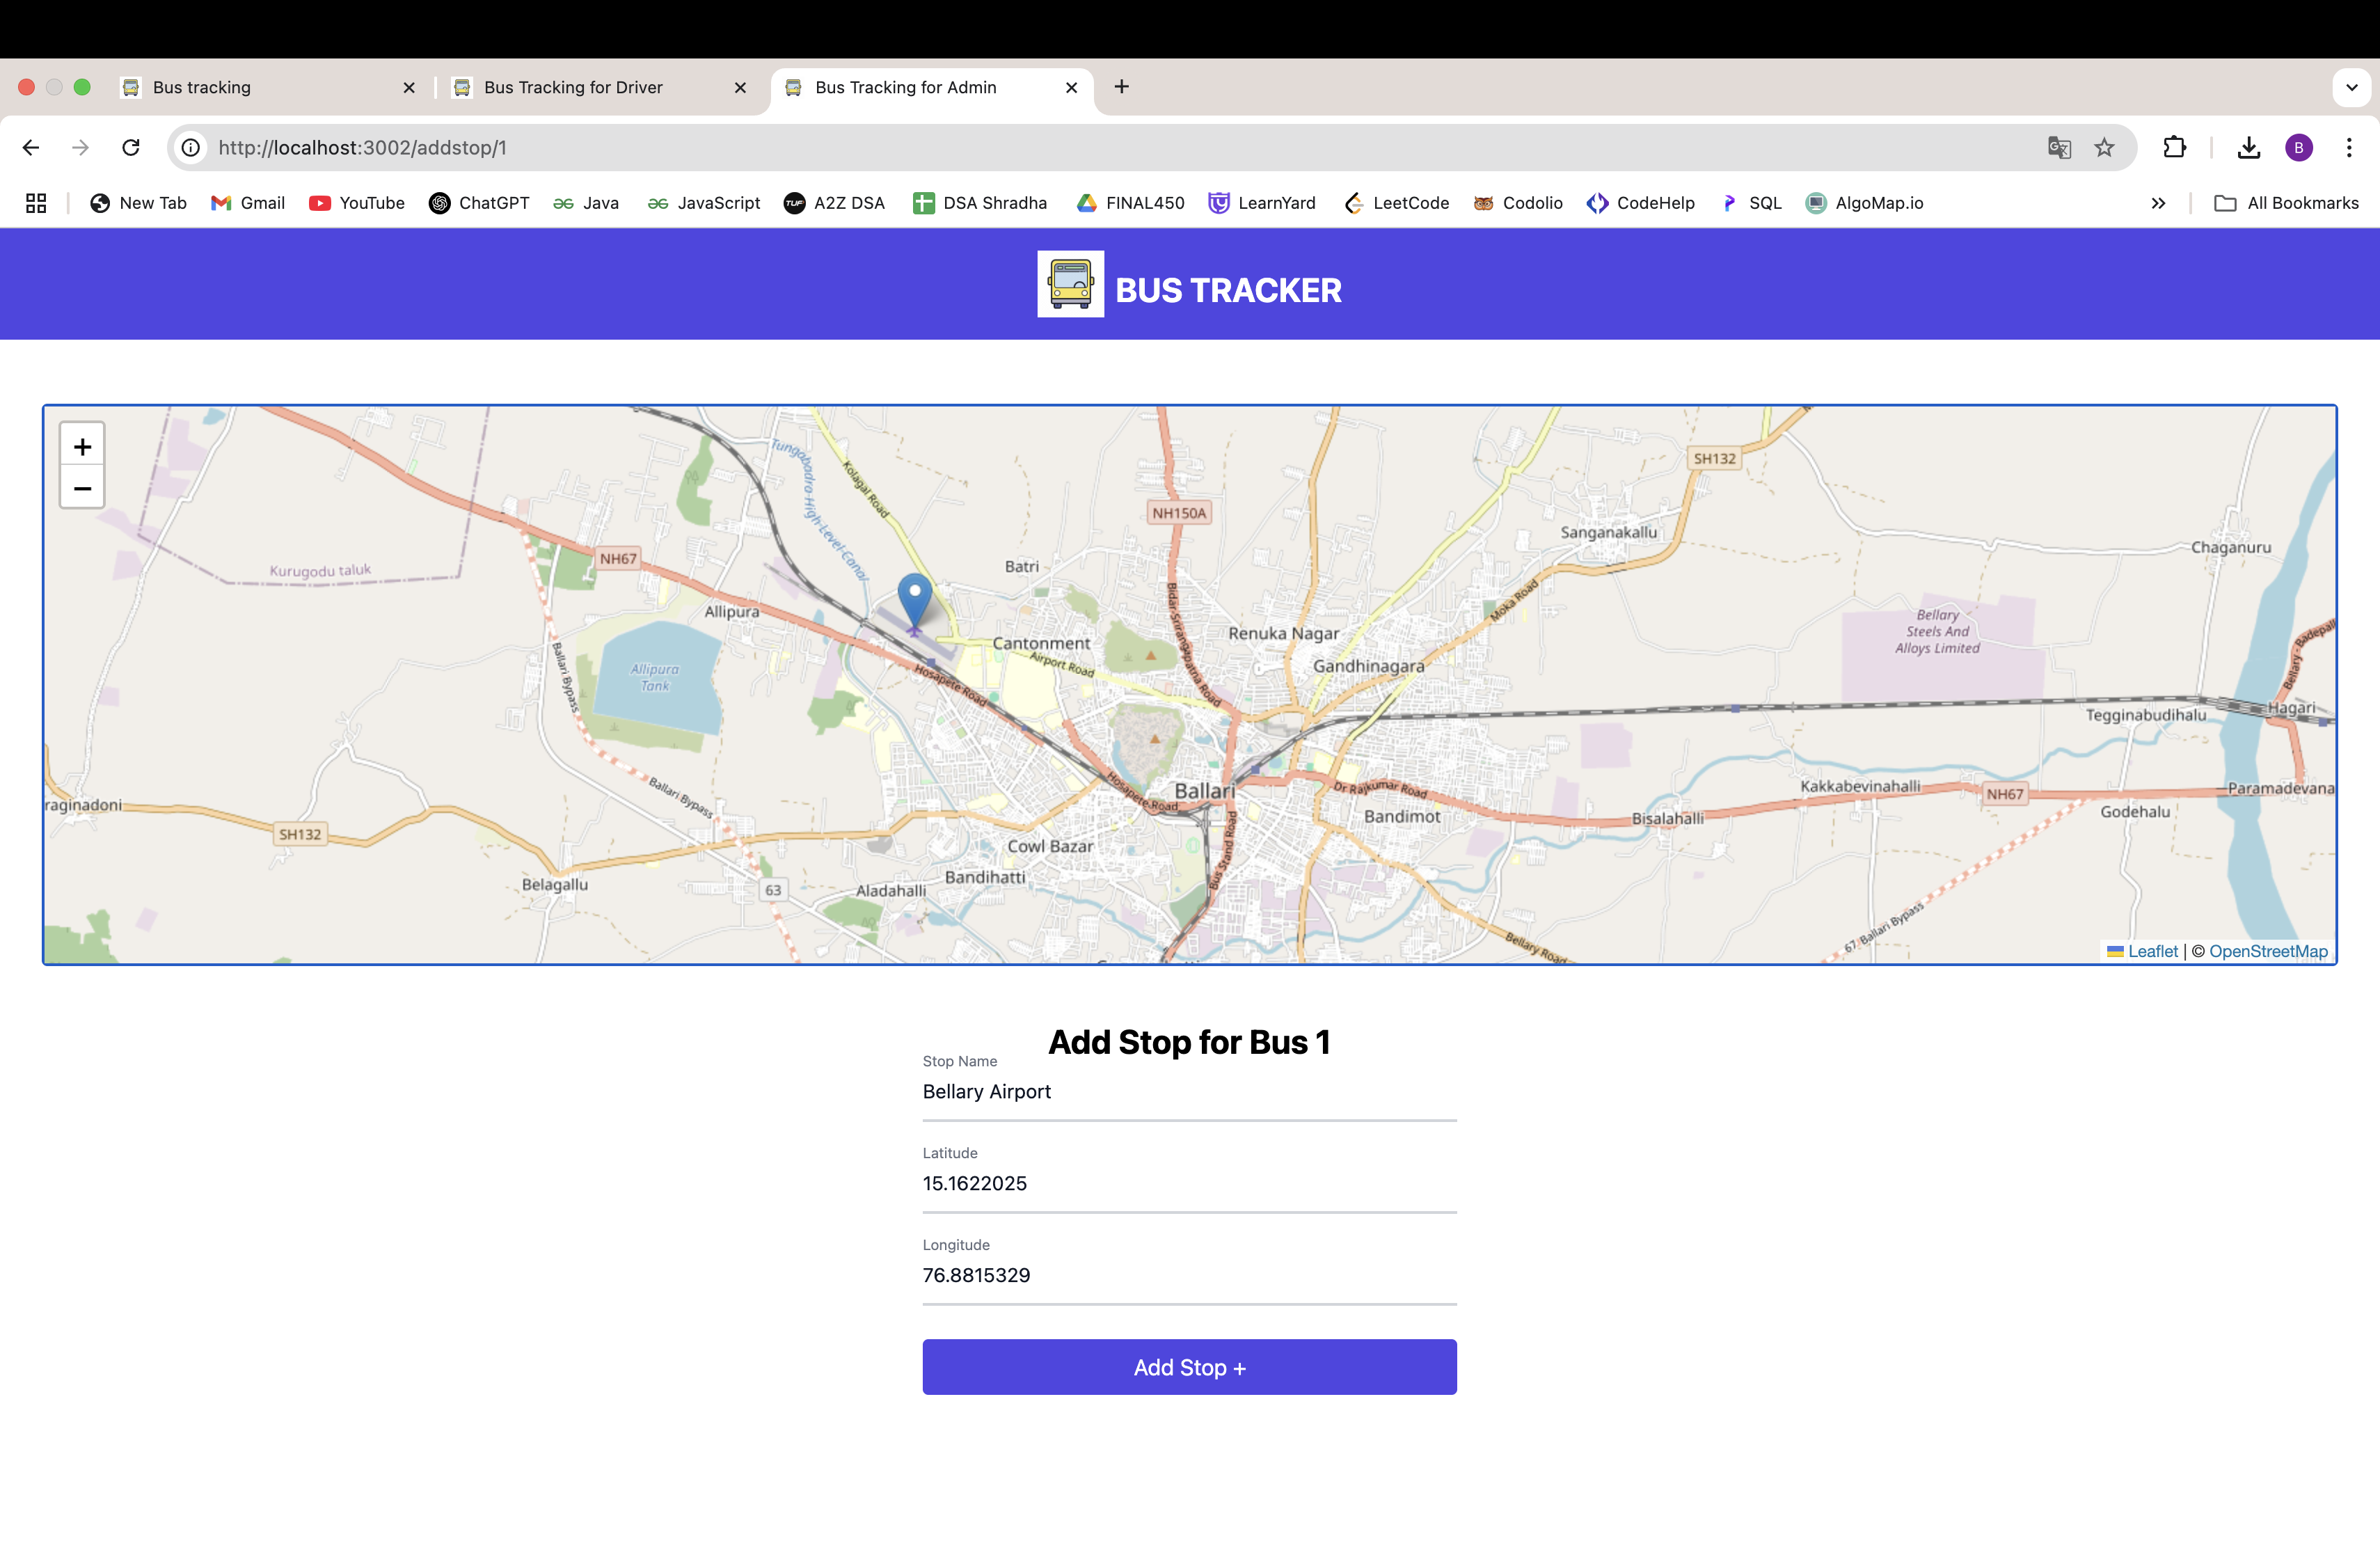 Bus tracking
Bus Tracking for Driver
Bus Tracking for Admin
http://localhost:3002/addstop/1
B
New Tab
Gmail
YouTube
ChatGPT
Java
JavaScript
A2Z DSA
DSA Shradha
FINAL450
LearnYard
LeetCode
Codolio
CodeHelp
SQL
AlgoMap.io
All Bookmarks
BUS TRACKER
+
−
Tungabadra High-Level Canal
Kolagal Road
SH132
NH150A
Sanganakallu
Chaganuru
NH67
Kurugodu taluk
Batri
Allipura
Moka Road
Bidar-Srirangapatna Road
Bellary
Steels And
Alloys Limited
Renuka Nagar
Cantonment
Airport Road
Gandhinagara
Allipura
Tank
Ballari Bypass
Hosapete Road
Hagari
Tegginabudihalu
Ballari Bypass
Hosapete Road
Ballari
Dr Rajkumar Road
Kakkabevinahalli
NH67
Paramadevana
raginadoni
Bandimot
Bisalahalli
Godehalu
SH132
Cowl Bazar
Bus Stand Road
Bandihatti
Belagallu
63
Aladahalli
67 Ballari Bypass
Bellary Road
Leaflet | © OpenStreetMap
Add Stop for Bus 1
Stop Name
Bellary Airport
Latitude
15.1622025
Longitude
76.8815329
Add Stop +